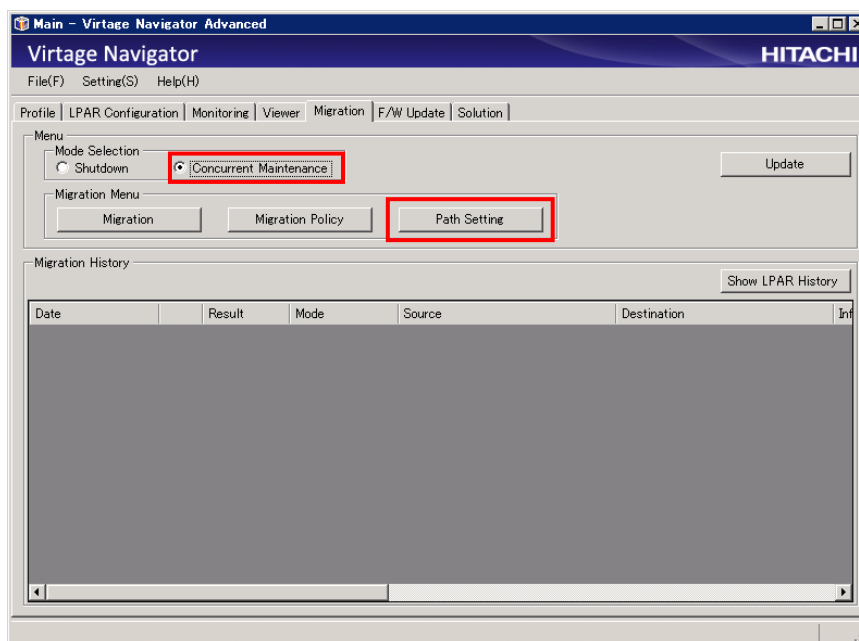 Main - Virtage Navigator Advanced
Virtage Navigator
HITACHI
File(F) Setting(S) Help(H)
Profile LPAR Configuration Monitoring Viewer Migration F/W Update Solution
Menu
Mode Selection
Shutdown Concurrent Maintenance
Update
Migration Menu
Migration Migration Policy Path Setting
Migration History
Show LPAR History
Date Result Mode Source Destination Inf